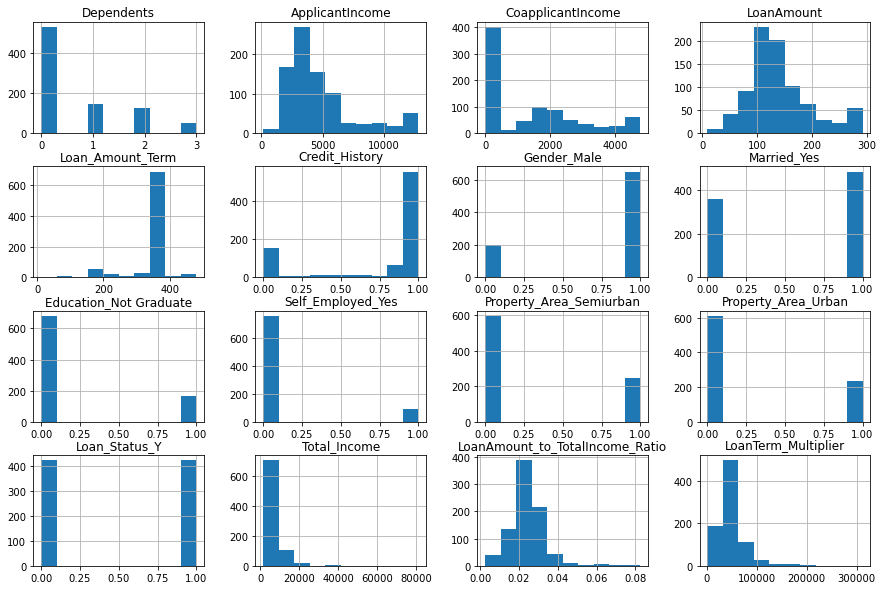 Dependents ApplicantIncome CoapplicantIncome LoanAmount
400 200 0
0 1 2 3
200 100 0
0 5000 10000
400 300 200 100 0
0 2000 4000
200 150 100 50 0
0 100 200 300
Loan_Amount_Term Credit_History Gender_Male Married_Yes
600 400 200 0
0 200 400
400 200 0
0.00 0.25 0.50 0.75 1.00
600 400 200 0
0.00 0.25 0.50 0.75 1.00
400 200 0
0.00 0.25 0.50 0.75 1.00
Education_Not Graduate Self_Employed_Yes Property_Area_Semiurban Property_Area_Urban
600 400 200 0
0.00 0.25 0.50 0.75 1.00
600 400 200 0
0.00 0.25 0.50 0.75 1.00
600 400 200 0
0.00 0.25 0.50 0.75 1.00
600 400 200 0
0.00 0.25 0.50 0.75 1.00
Loan_Status_Y Total_Income LoanAmount_to_TotalIncome_Ratio LoanTerm_Multiplier
400 300 200 100 0
0.00 0.25 0.50 0.75 1.00
600 400 200 0
0 20000 40000 60000 80000
400 300 200 100 0
0.00 0.02 0.04 0.06 0.08
400 200 0
0 100000 200000 300000